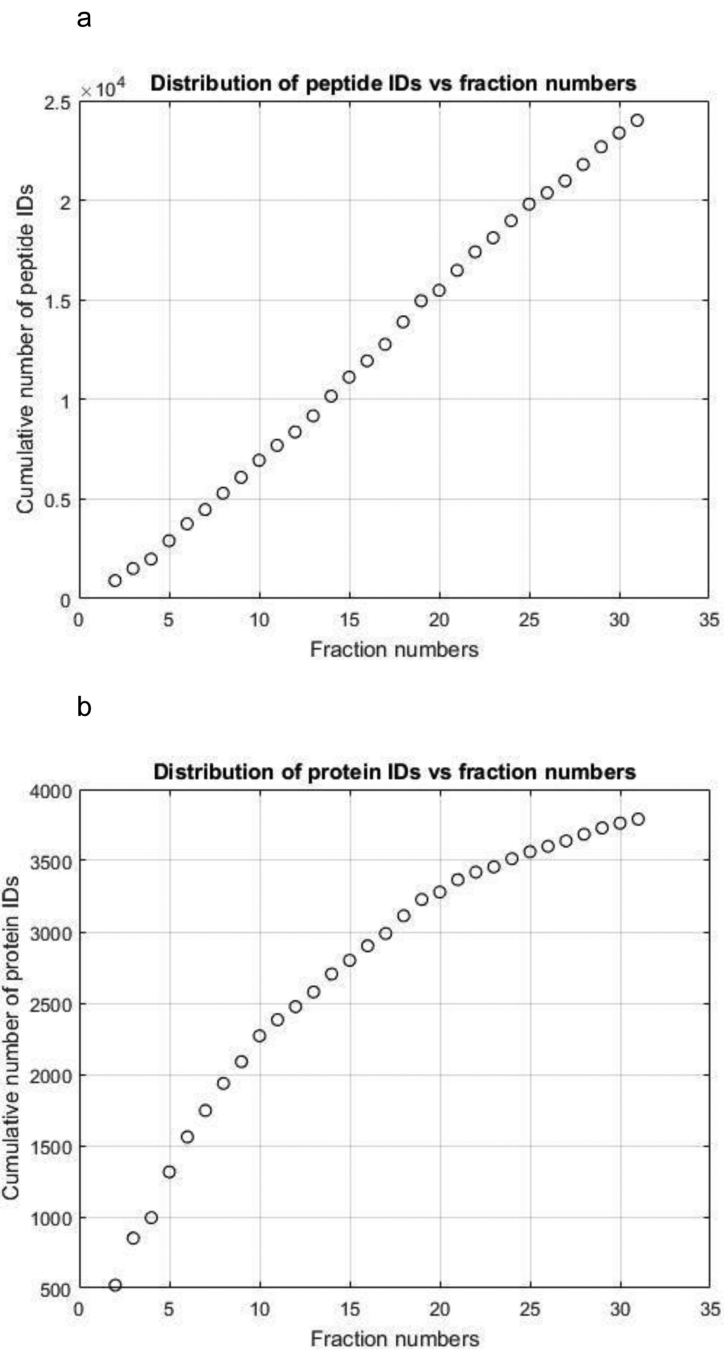 a
Distribution of peptide IDs vs fraction numbers
×10⁴
2.5
2
1.5
1
0.5
0
Cumulative number of peptide IDs
0 5 10 15 20 25 30 35
Fraction numbers
b
Distribution of protein IDs vs fraction numbers
4000
3500
3000
2500
2000
1500
1000
500
Cumulative number of protein IDs
0 5 10 15 20 25 30 35
Fraction numbers